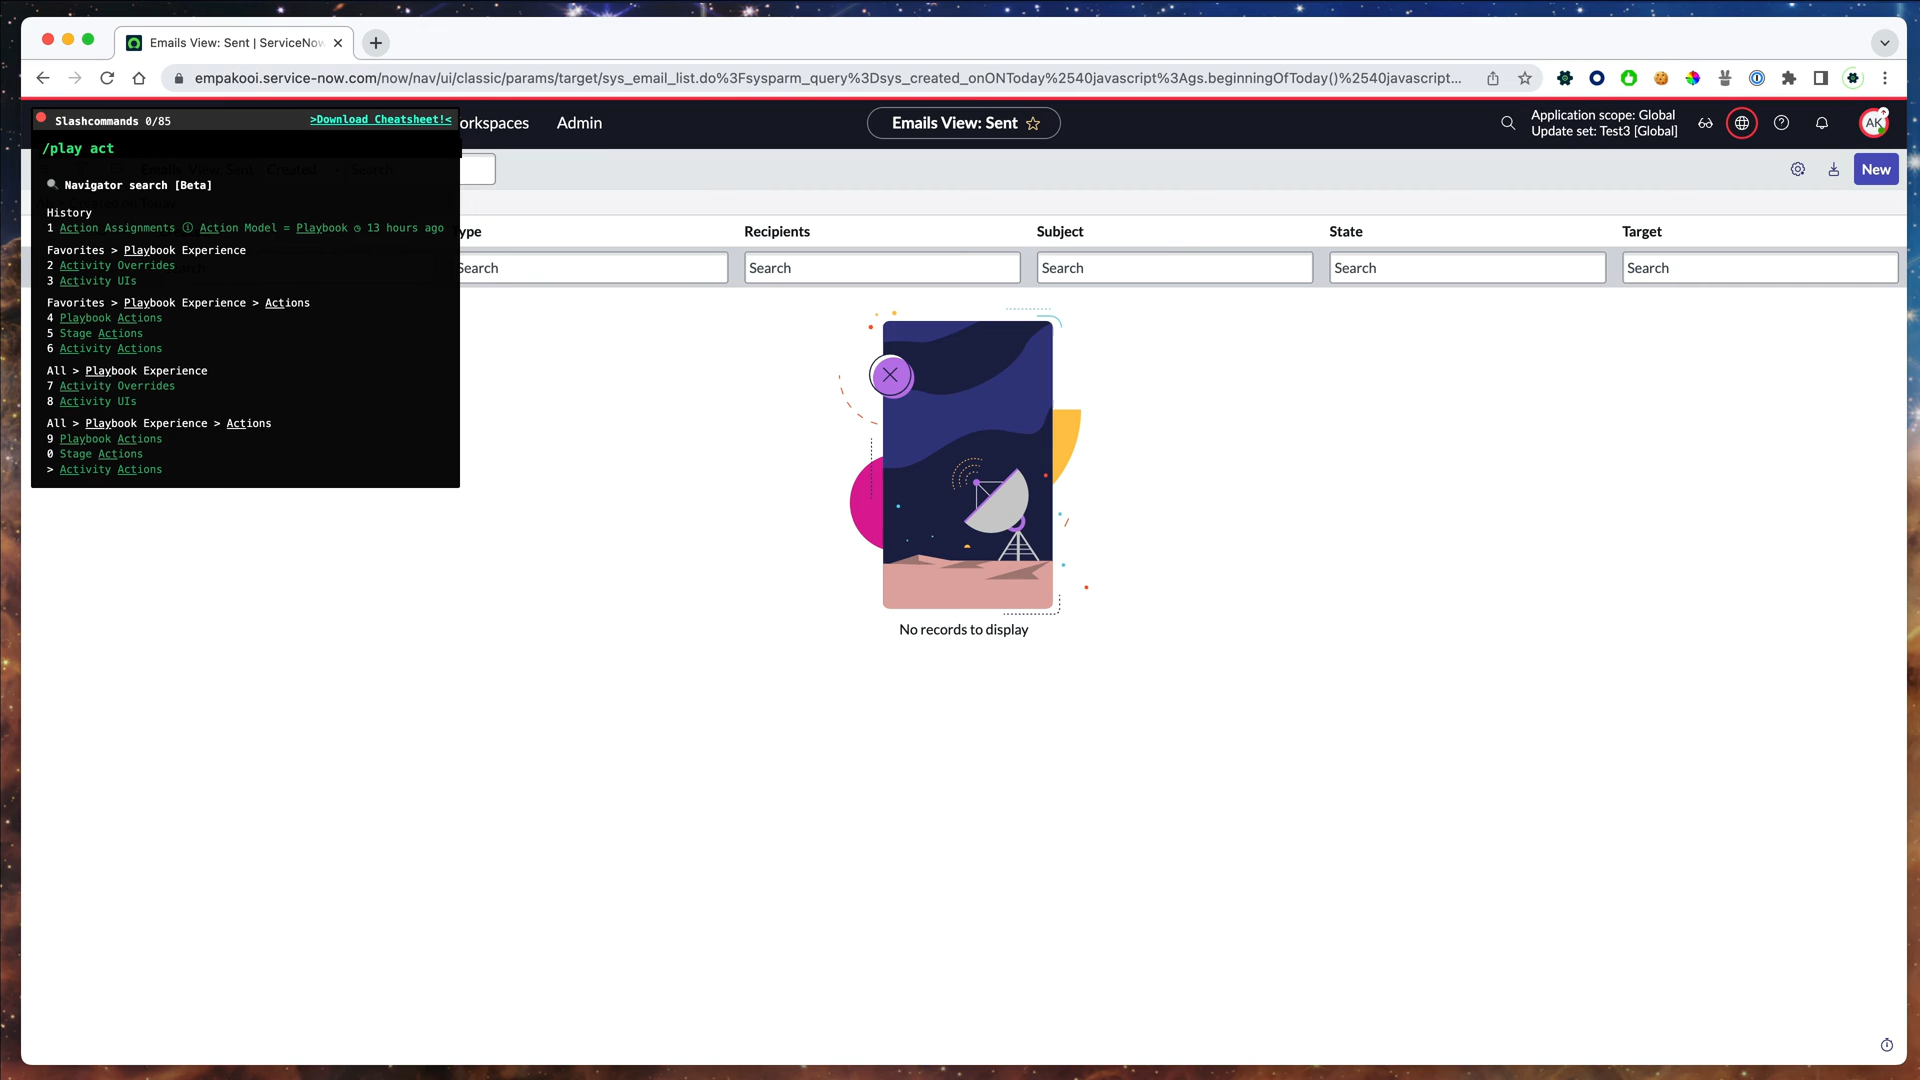 Emails View: Sent | ServiceNow
empakooi.service-now.com/now/nav/ui/classic/params/target/sys_email_list.do%3Fsysparm_query%3Dsys_created_onONToday%2540javascript%3Ags.beginningOfToday()%2540javascript...
Slashcommands 0/85
>Download Cheatsheet!<
orkspaces
Admin
Emails View: Sent
Application scope: Global
Update set: Test3 [Global]
AK
/play act
New
Navigator search [Beta]
History
1 Action Assignments ⓘ Action Model = Playbook ◷ 13 hours ago
Favorites > Playbook Experience
2 Activity Overrides
3 Activity UIs
Favorites > Playbook Experience > Actions
4 Playbook Actions
5 Stage Actions
6 Activity Actions
All > Playbook Experience
7 Activity Overrides
8 Activity UIs
All > Playbook Experience > Actions
9 Playbook Actions
0 Stage Actions
> Activity Actions
ype
Recipients
Subject
State
Target
Search
Search
Search
Search
Search
No records to display